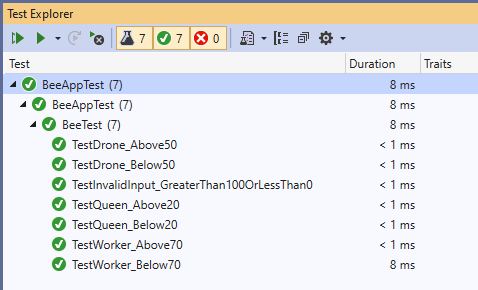 Test Explorer
7 7 0
Test Duration Traits
BeeAppTest (7) 8 ms
BeeAppTest (7) 8 ms
BeeTest (7) 8 ms
TestDrone_Above50 < 1 ms
TestDrone_Below50 < 1 ms
TestInvalidInput_GreaterThan100OrLessThan0 < 1 ms
TestQueen_Above20 < 1 ms
TestQueen_Below20 < 1 ms
TestWorker_Above70 < 1 ms
TestWorker_Below70 8 ms